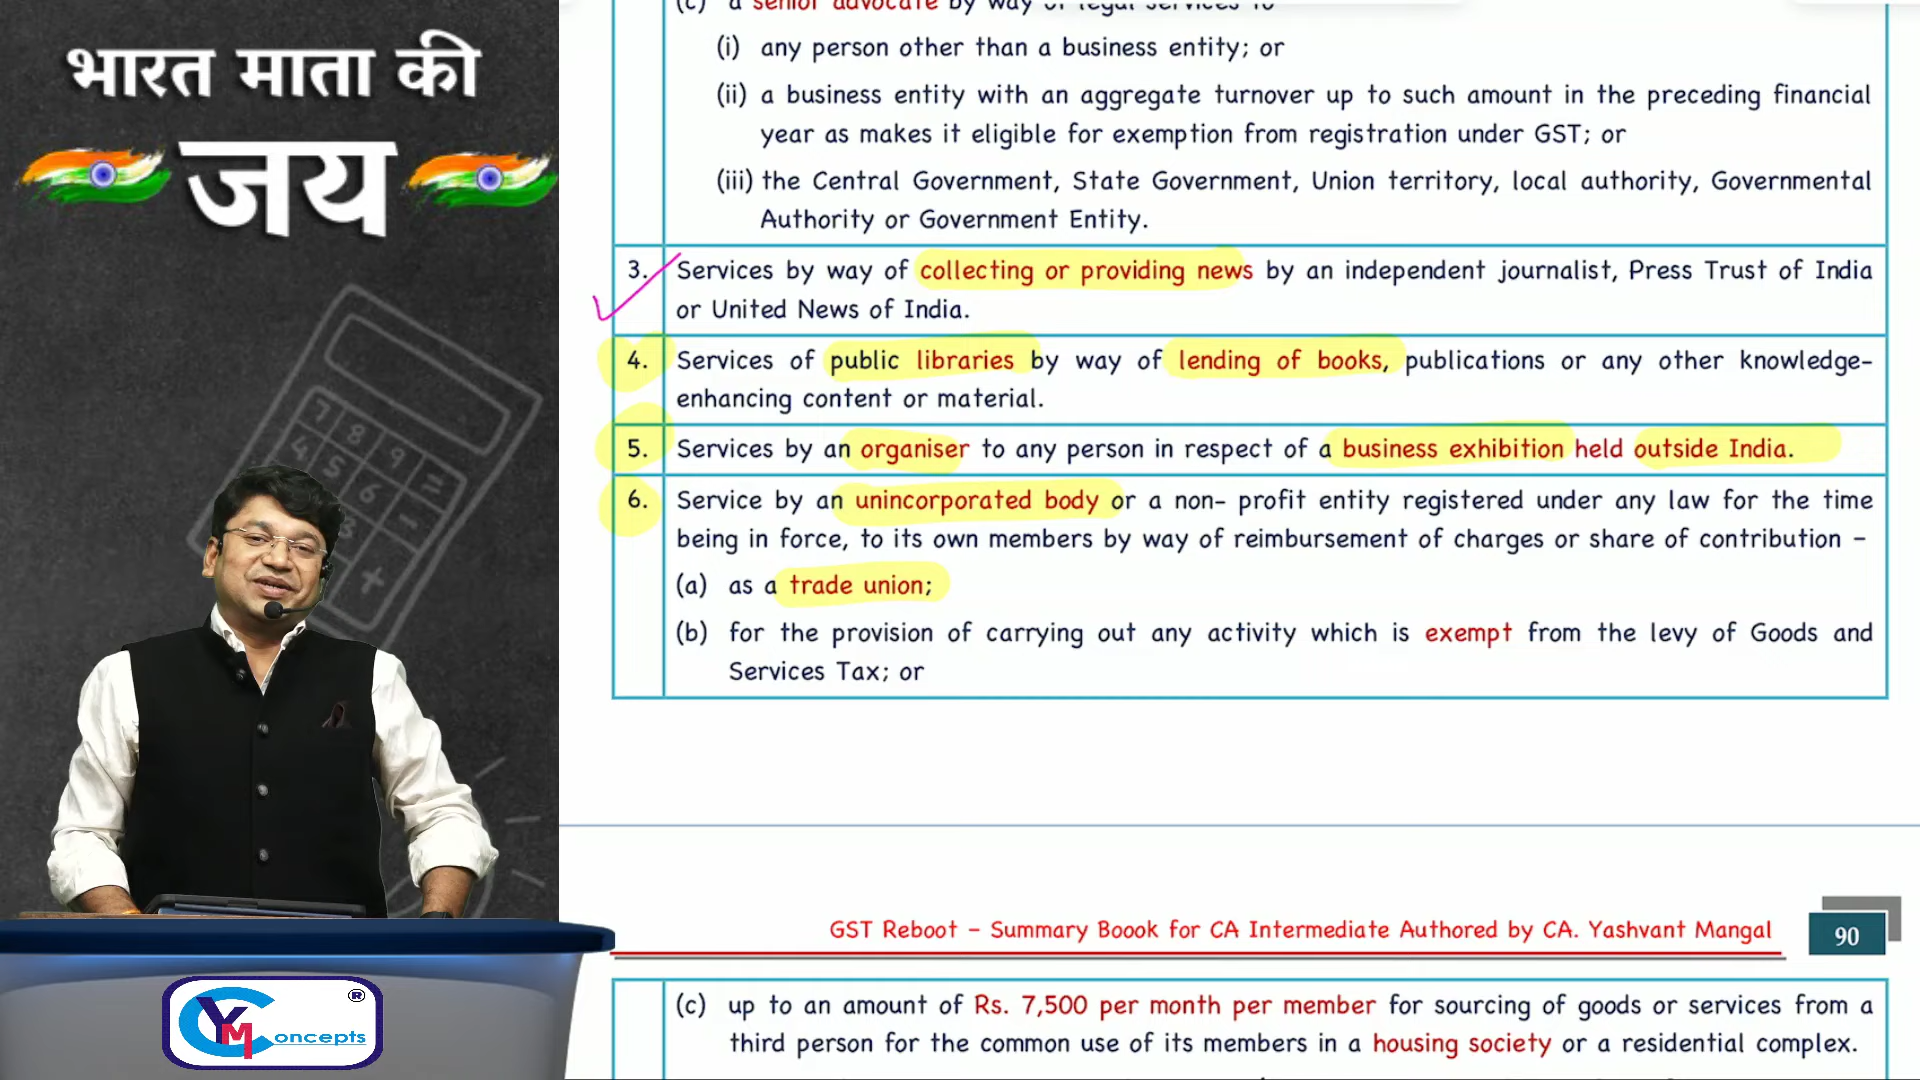 भारत माता की
जय
(c) a senior advocate by way of legal services to
(i) any person other than a business entity; or
(ii) a business entity with an aggregate turnover up to such amount in the preceding financial
year as makes it eligible for exemption from registration under GST; or
(iii) the Central Government, State Government, Union territory, local authority, Governmental
Authority or Government Entity.
3. Services by way of collecting or providing news by an independent journalist, Press Trust of India
or United News of India.
4. Services of public libraries by way of lending of books, publications or any other knowledge-
enhancing content or material.
5. Services by an organiser to any person in respect of a business exhibition held outside India.
6. Service by an unincorporated body or a non- profit entity registered under any law for the time
being in force, to its own members by way of reimbursement of charges or share of contribution –
(a) as a trade union;
(b) for the provision of carrying out any activity which is exempt from the levy of Goods and
Services Tax; or
GST Reboot – Summary Boook for CA Intermediate Authored by CA. Yashvant Mangal
90
(c) up to an amount of Rs. 7,500 per month per member for sourcing of goods or services from a
third person for the common use of its members in a housing society or a residential complex.
YM Concepts ®